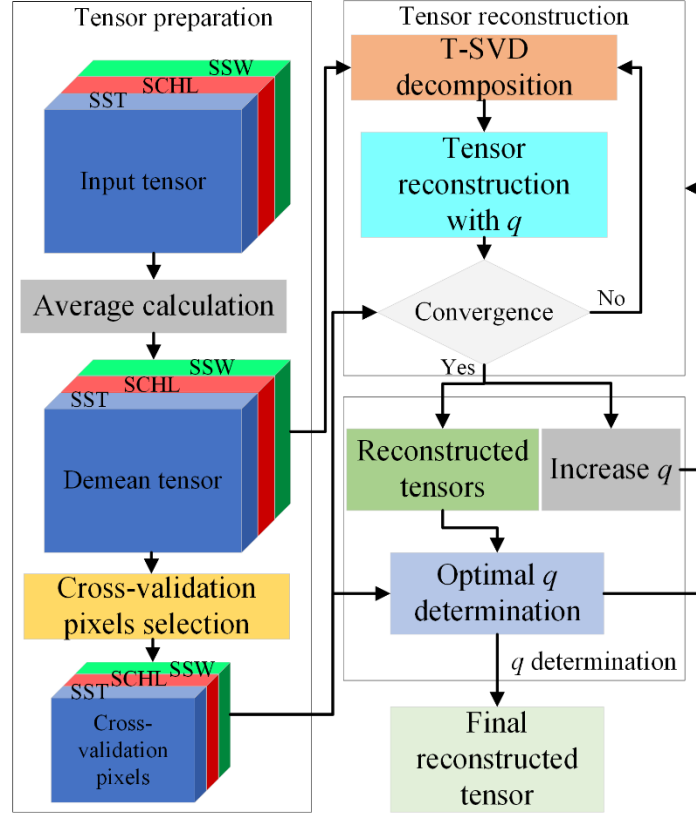 Tensor preparation
SSW
SCHL
SST
Input tensor
Average calculation
SSW
SCHL
SST
Demean tensor
Cross-validation
pixels selection
SSW
SCHL
SST
Cross-
validation
pixels
Tensor reconstruction
T-SVD
decomposition
Tensor
reconstruction
with q
Convergence
No
Yes
Reconstructed
tensors
Increase q
Optimal q
determination
q determination
Final
reconstructed
tensor